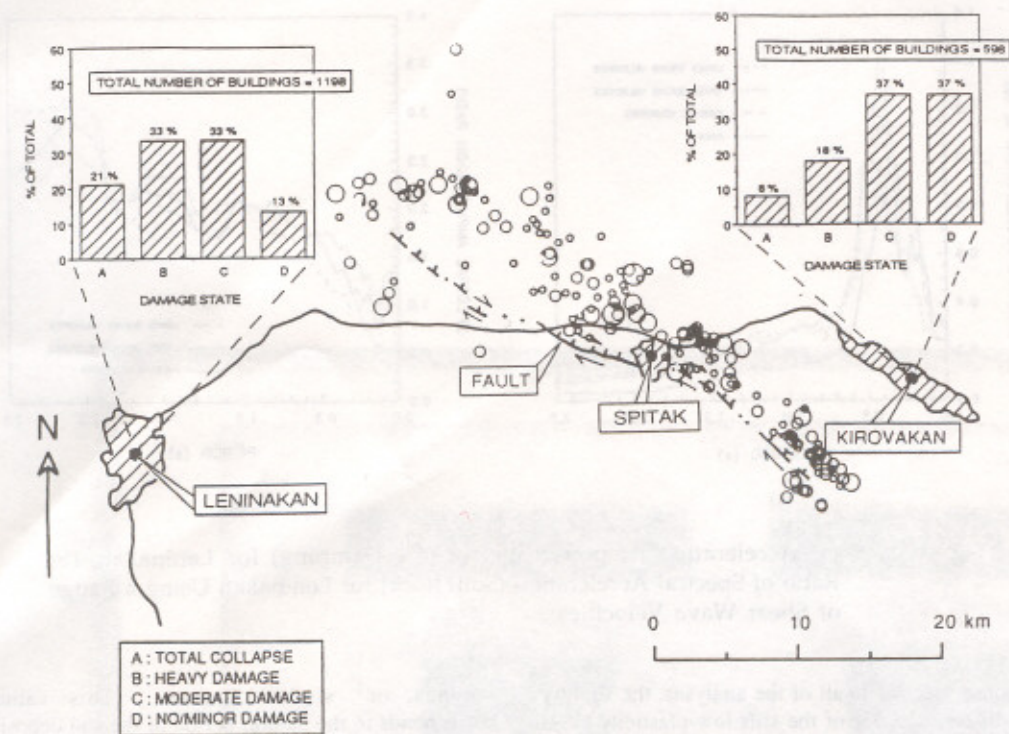 TOTAL NUMBER OF BUILDINGS = 1198
% OF TOTAL
60
50
40
30
20
10
0
21 %
33 %
33 %
13 %
A
B
C
D
DAMAGE STATE
TOTAL NUMBER OF BUILDINGS = 598
% OF TOTAL
60
50
40
30
20
10
0
8 %
18 %
37 %
37 %
A
B
C
D
DAMAGE STATE
FAULT
SPITAK
KIROVAKAN
N
LENINAKAN
0
10
20 km
A : TOTAL COLLAPSE
B : HEAVY DAMAGE
C : MODERATE DAMAGE
D : NO/MINOR DAMAGE